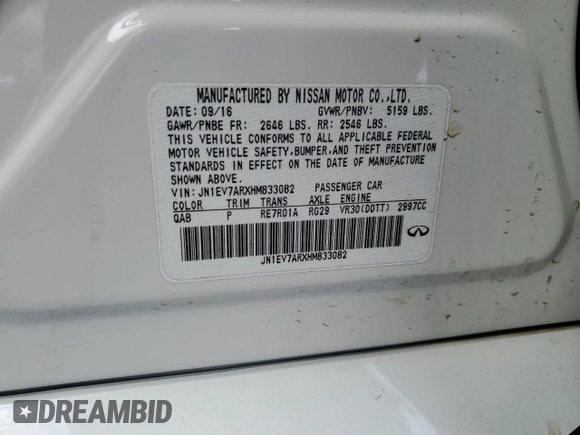 MANUFACTURED BY NISSAN MOTOR CO.,LTD.
DATE: 09/16 GVWR/PNBV: 5159 LBS.
GAWR/PNBE FR: 2646 LBS. RR: 2546 LBS.
THIS VEHICLE CONFORMS TO ALL APPLICABLE FEDERAL
MOTOR VEHICLE SAFETY,BUMPER,AND THEFT PREVENTION
STANDARDS IN EFFECT ON THE DATE OF MANUFACTURE
SHOWN ABOVE.
VIN: JN1EV7ARXHM833082 PASSENGER CAR
COLOR TRIM TRANS AXLE ENGINE
QAB P RE7R01A RG29 VR30(DDTT) 2997CC
JN1EV7ARXHM833082
DREAMBID